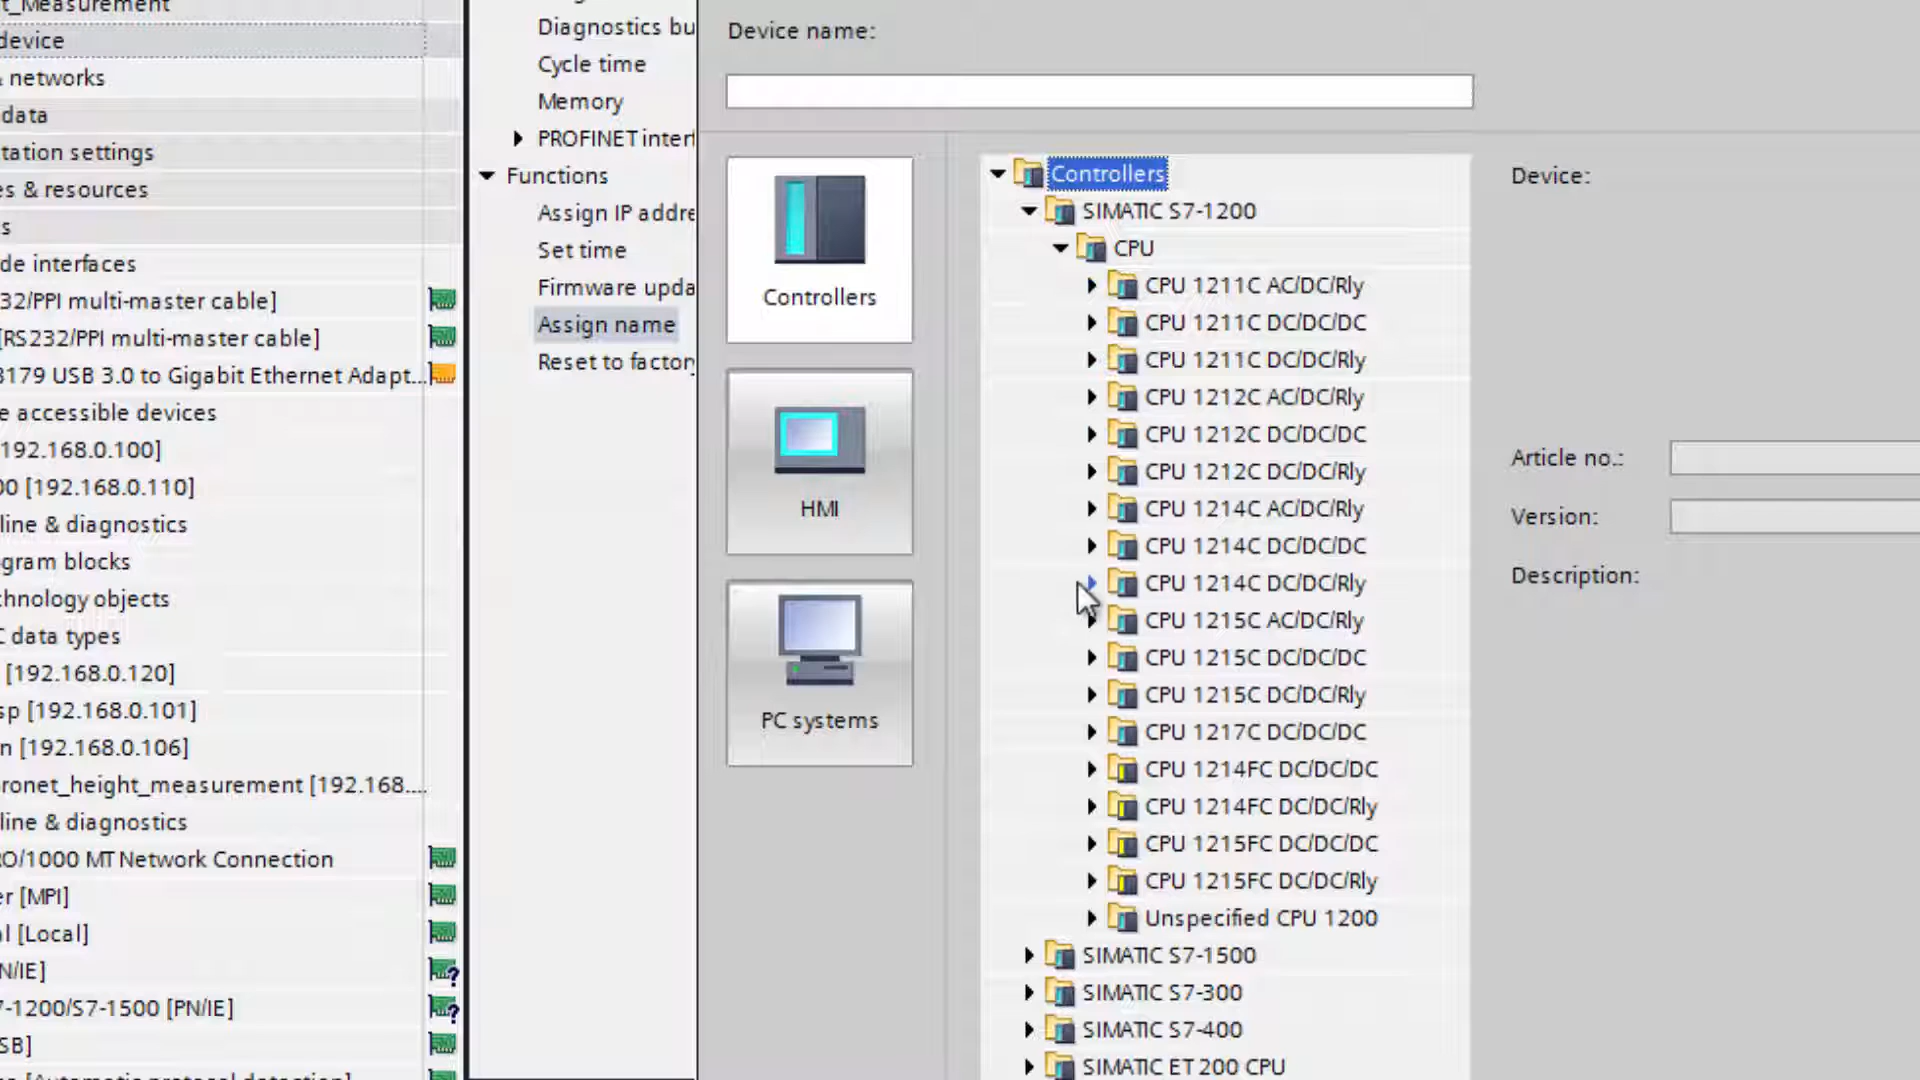 t_Measurement
device
& networks
data
tation settings
es & resources
s
de interfaces
32/PPI multi-master cable]
[RS232/PPI multi-master cable]
8179 USB 3.0 to Gigabit Ethernet Adapt...
e accessible devices
192.168.0.100]
00 [192.168.0.110]
line & diagnostics
gram blocks
chnology objects
C data types
[192.168.0.120]
sp [192.168.0.101]
n [192.168.0.106]
ronet_height_measurement [192.168....
line & diagnostics
RO/1000 MT Network Connection
er [MPI]
al [Local]
N/IE]
7-1200/S7-1500 [PN/IE]
SB]
[Automatic protocol detection]
Diagnostics bu
Cycle time
Memory
PROFINET interf
Functions
Assign IP addre
Set time
Firmware upda
Assign name
Reset to factory
Device name:
Controllers
HMI
PC systems
Controllers
SIMATIC S7-1200
CPU
CPU 1211C AC/DC/Rly
CPU 1211C DC/DC/DC
CPU 1211C DC/DC/Rly
CPU 1212C AC/DC/Rly
CPU 1212C DC/DC/DC
CPU 1212C DC/DC/Rly
CPU 1214C AC/DC/Rly
CPU 1214C DC/DC/DC
CPU 1214C DC/DC/Rly
CPU 1215C AC/DC/Rly
CPU 1215C DC/DC/DC
CPU 1215C DC/DC/Rly
CPU 1217C DC/DC/DC
CPU 1214FC DC/DC/DC
CPU 1214FC DC/DC/Rly
CPU 1215FC DC/DC/DC
CPU 1215FC DC/DC/Rly
Unspecified CPU 1200
SIMATIC S7-1500
SIMATIC S7-300
SIMATIC S7-400
SIMATIC ET 200 CPU
Device:
Article no.:
Version:
Description: